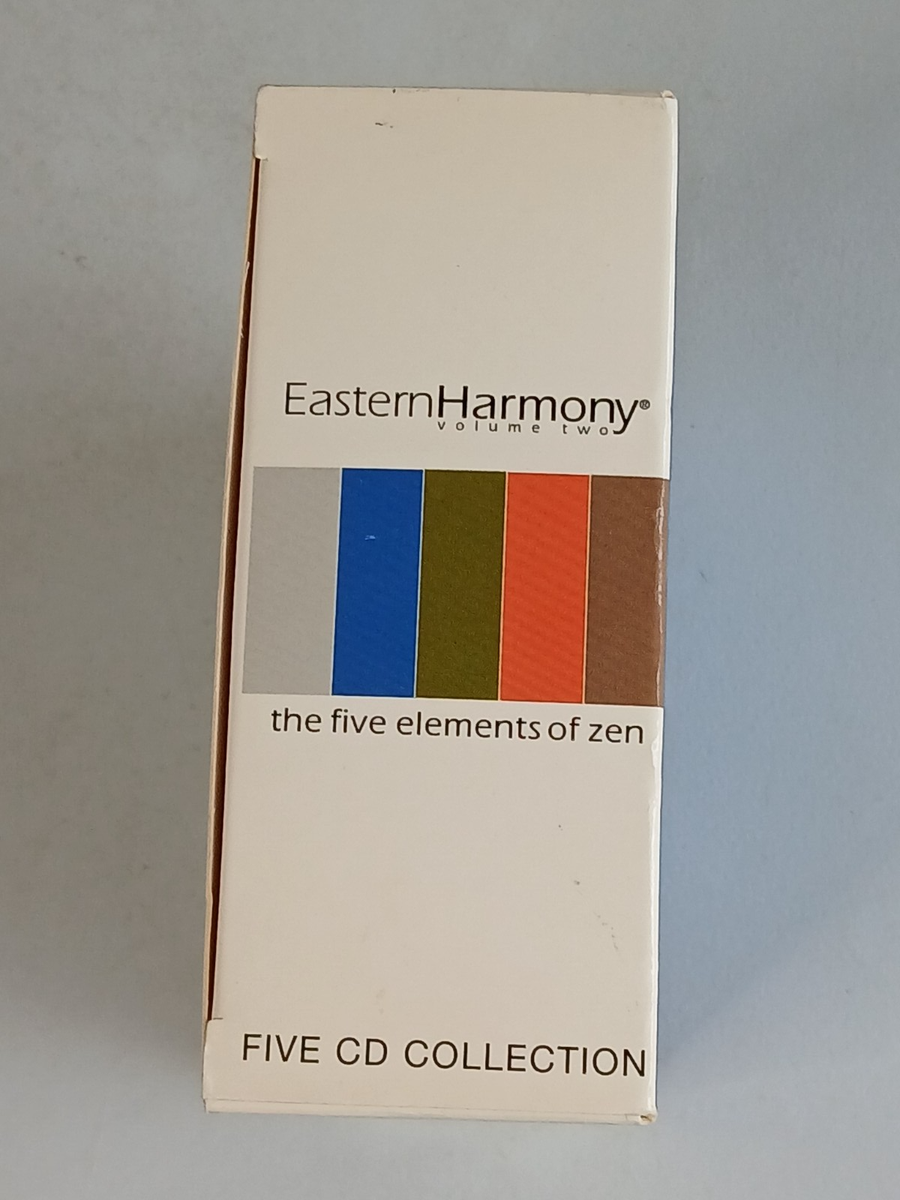 EasternHarmony®
volume two
the five elements of zen
FIVE CD COLLECTION